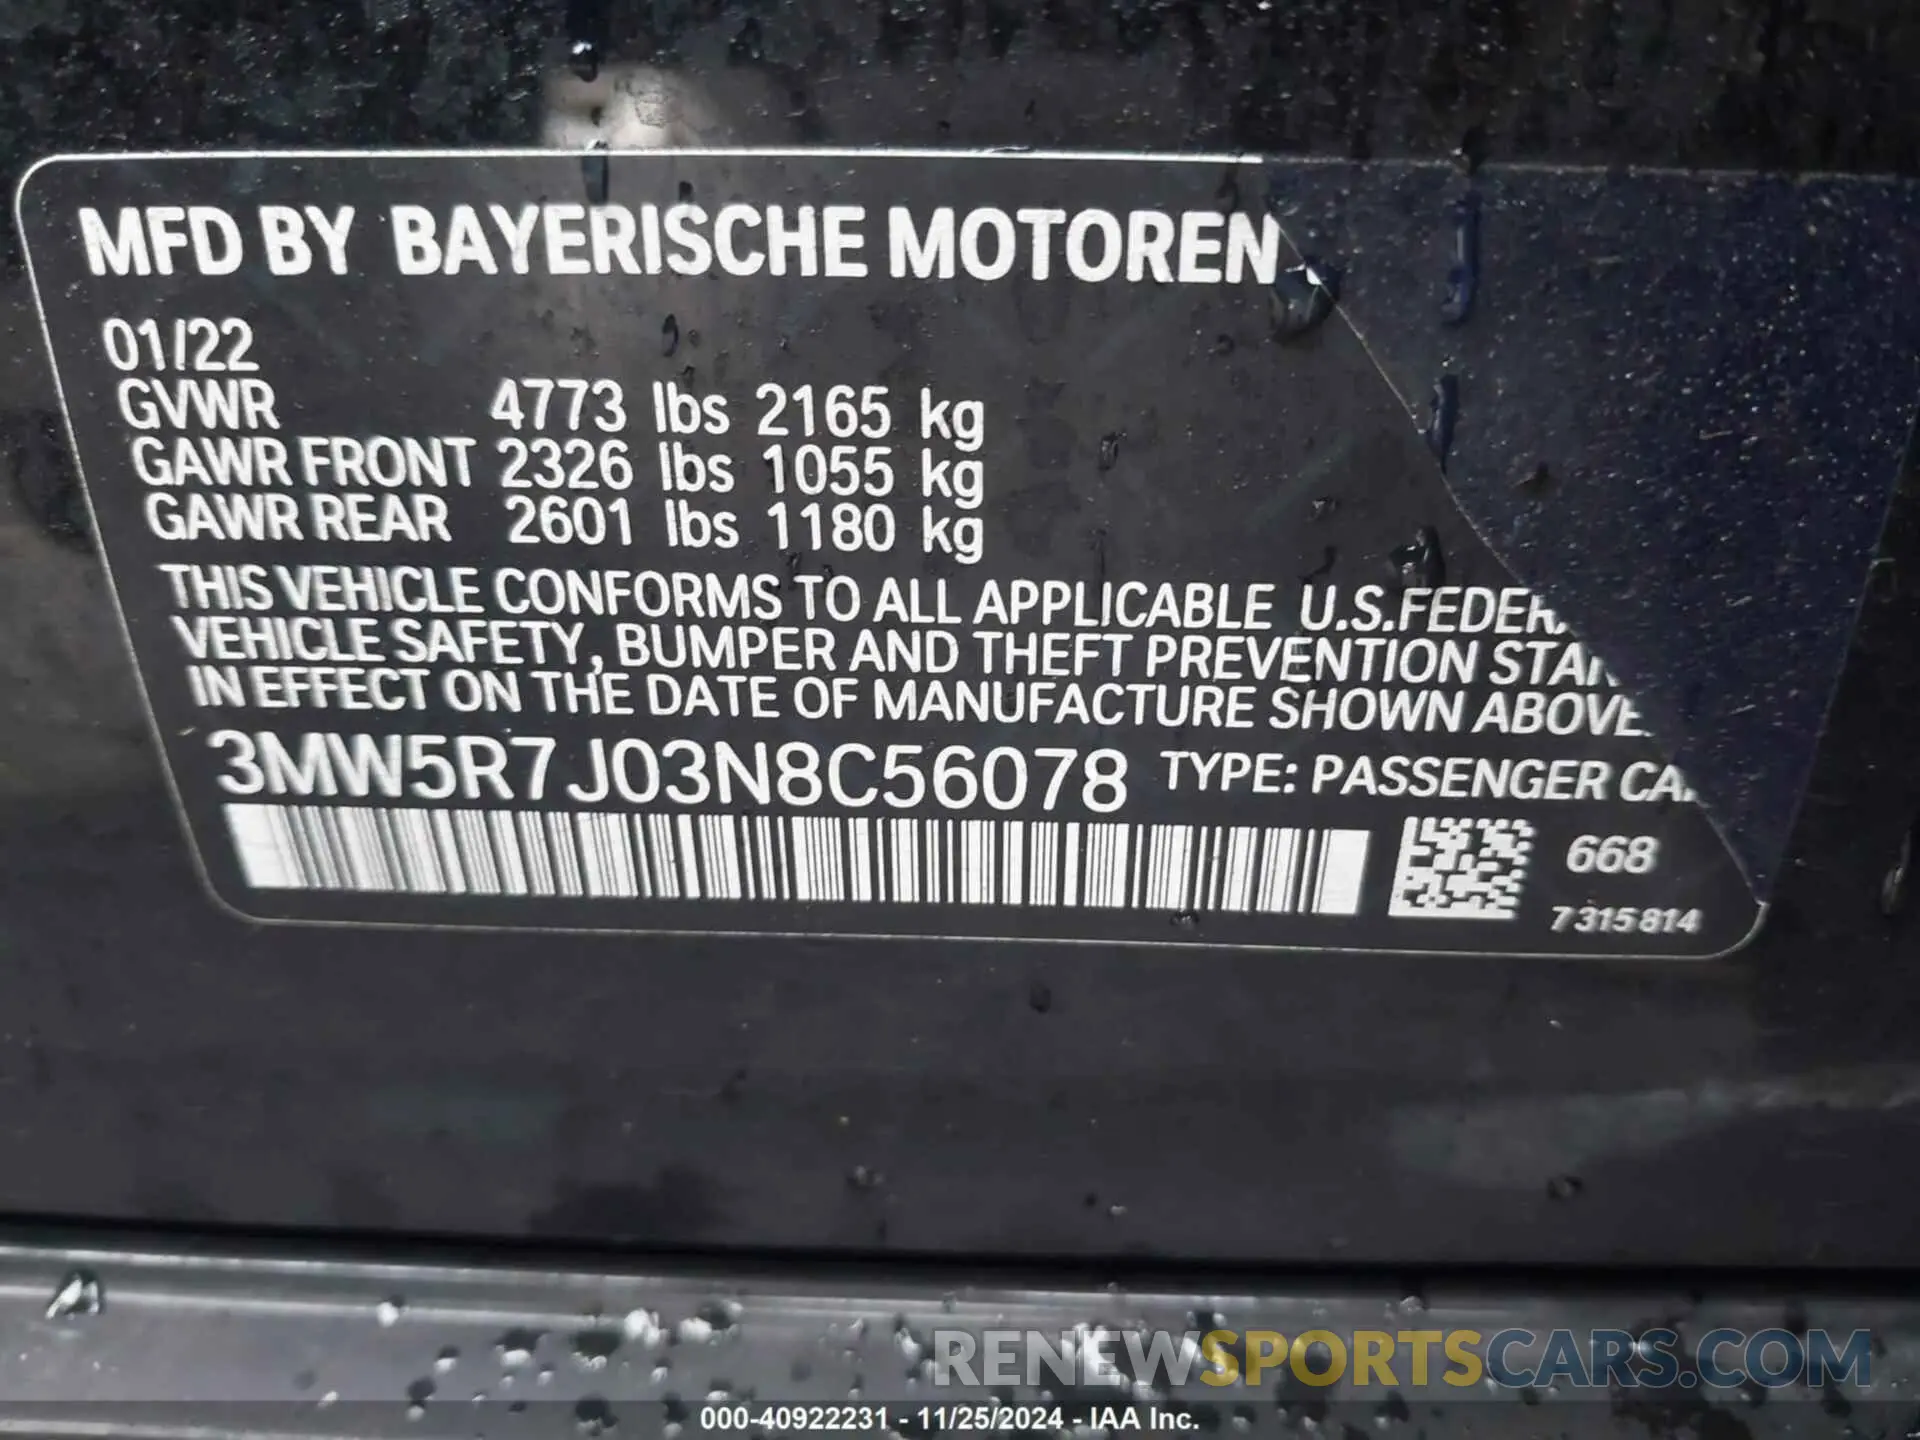 MFD BY BAYERISCHE MOTOREN
01/22
GVWR 4773 lbs 2165 kg
GAWR FRONT 2326 lbs 1055 kg
GAWR REAR 2601 lbs 1180 kg
THIS VEHICLE CONFORMS TO ALL APPLICABLE U.S.FEDER
VEHICLE SAFETY, BUMPER AND THEFT PREVENTION STAN
IN EFFECT ON THE DATE OF MANUFACTURE SHOWN ABOVE.
3MW5R7J03N8C56078 TYPE: PASSENGER CA
668
7315814
RENEWSPORTSCARS.COM
000-40922231 - 11/25/2024 - IAA Inc.